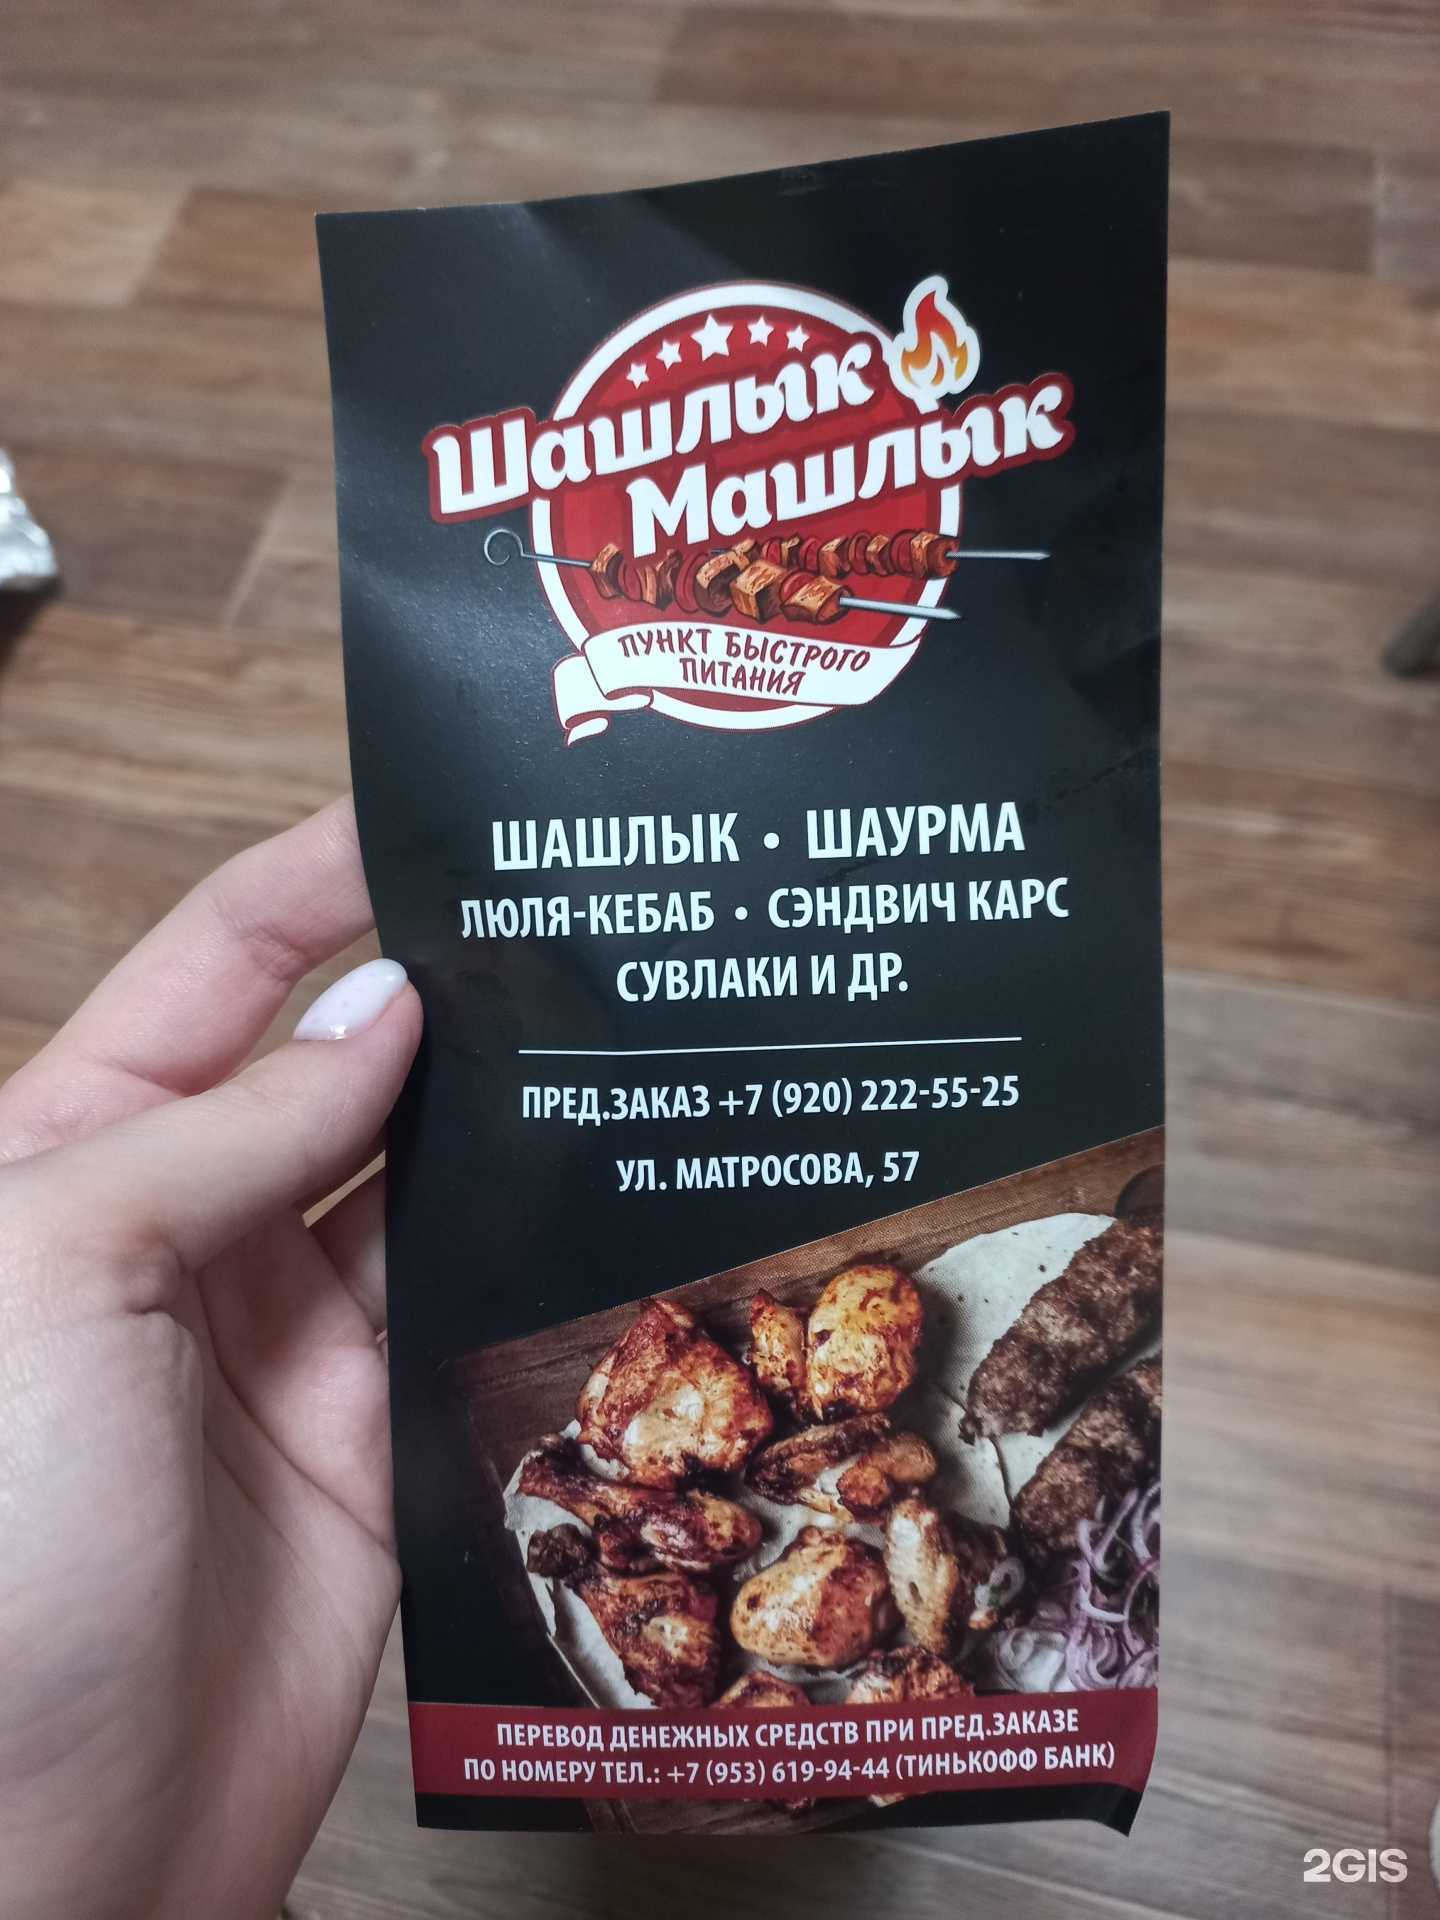 Шашлык
Машлык
ПУНКТ БЫСТРОГО
ПИТАНИЯ
ШАШЛЫК • ШАУРМА
ЛЮЛЯ-КЕБАБ • СЭНДВИЧ КАРС
СУВЛАКИ И ДР.
ПРЕД.ЗАКАЗ +7 (920) 222-55-25
УЛ. МАТРОСОВА, 57
ПЕРЕВОД ДЕНЕЖНЫХ СРЕДСТВ ПРИ ПРЕД.ЗАКАЗЕ
ПО НОМЕРУ ТЕЛ.: +7 (953) 619-94-44 (ТИНЬКОФФ БАНК)
2GIS